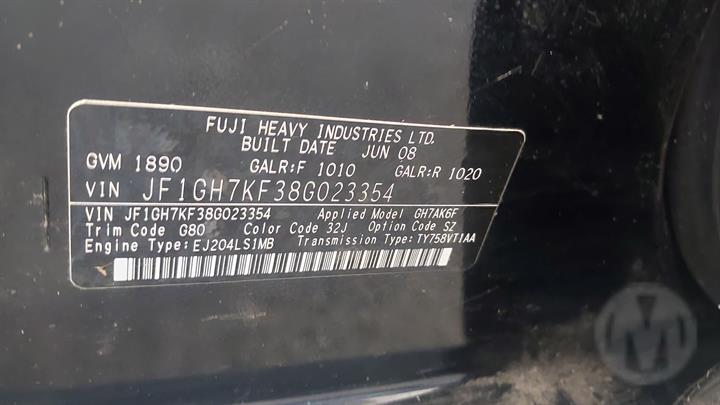 FUJI HEAVY INDUSTRIES LTD.
BUILT DATE JUN 08
GVM 1890 GALR:F 1010 GALR:R 1020
VIN JF1GH7KF38G023354
VIN JF1GH7KF38G023354 Applied Model GH7AK6F
Trim Code G80 Color Code 32J Option Code SZ
Engine Type:EJ204LS1MB Transmission Type:TY758VT1AA
M